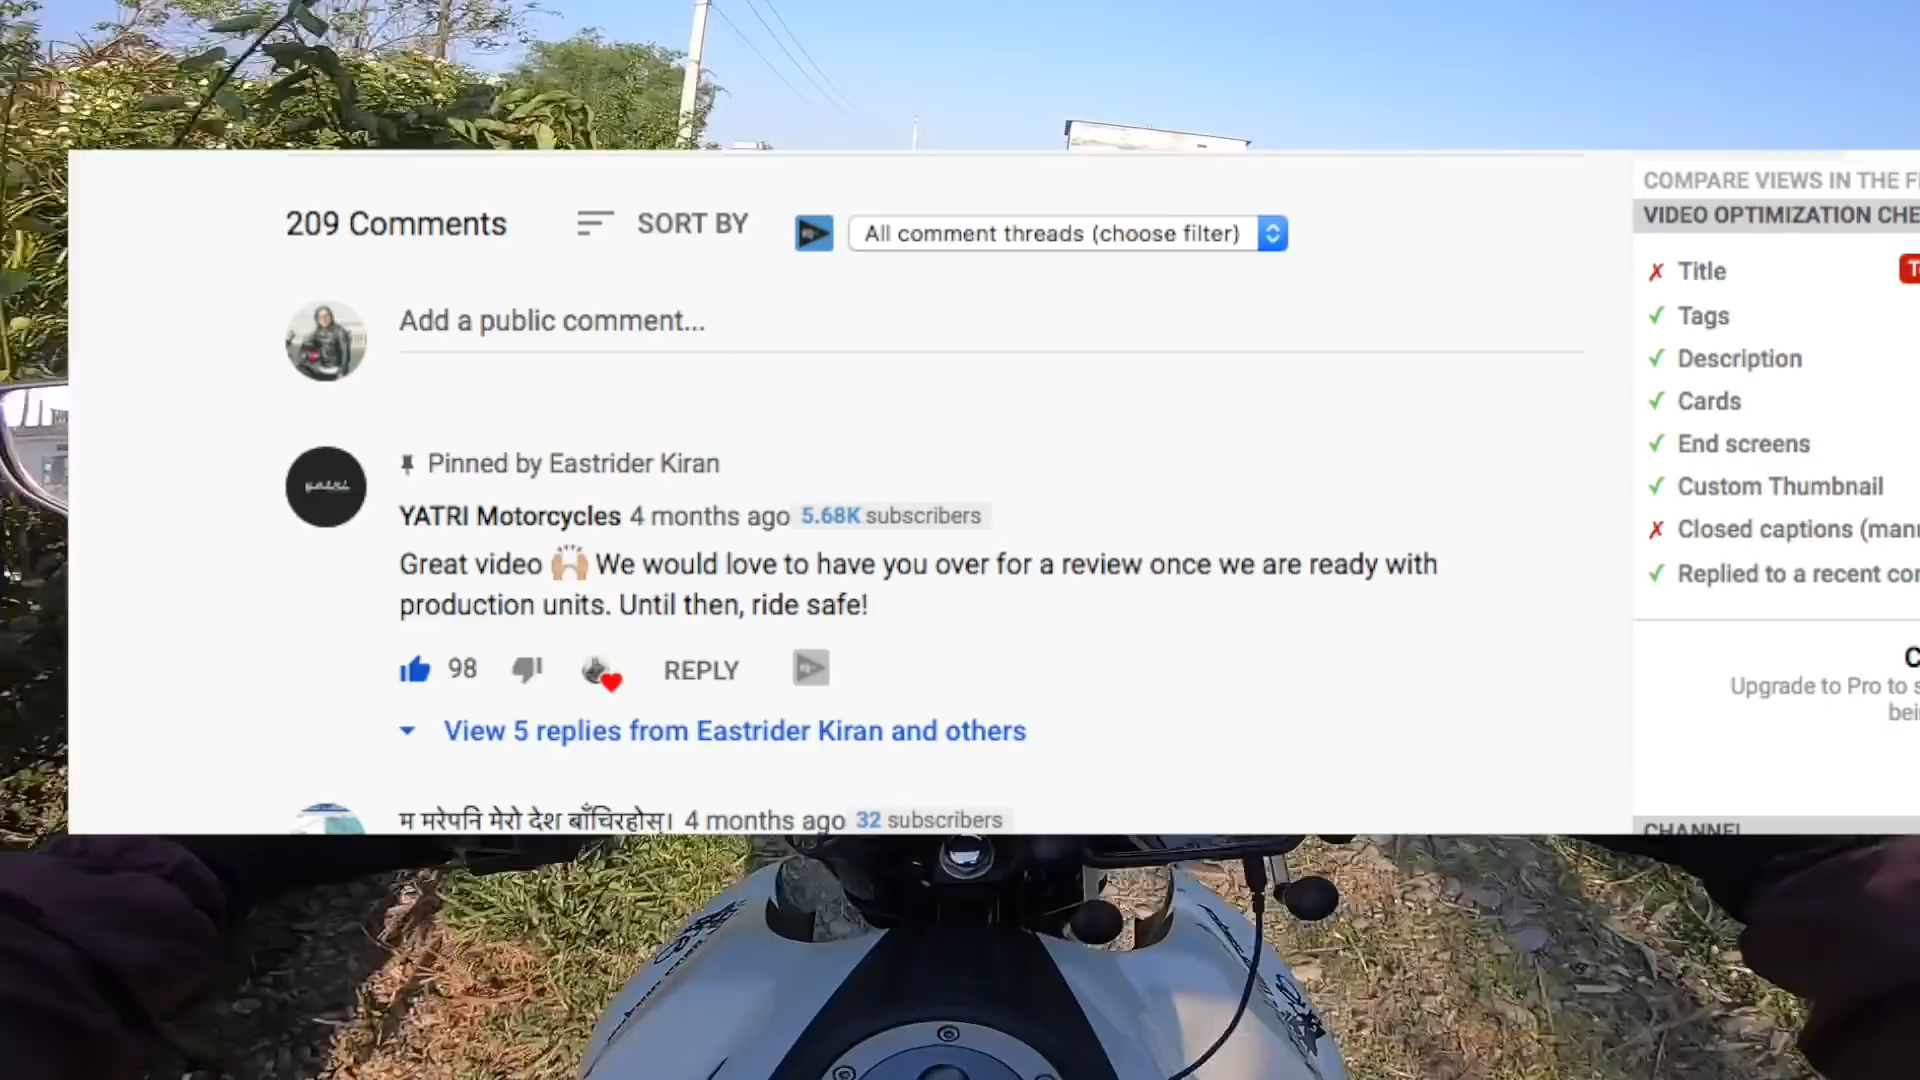 209 Comments
SORT BY
All comment threads (choose filter)
Add a public comment...
Pinned by Eastrider Kiran
YATRI Motorcycles 4 months ago 5.68K subscribers
Great video 🙌🏼 We would love to have you over for a review once we are ready with
production units. Until then, ride safe!
98
REPLY
View 5 replies from Eastrider Kiran and others
म मरेपनि मेरो देश बाँचिरहोस्। 4 months ago 32 subscribers
COMPARE VIEWS IN THE
VIDEO OPTIMIZATION
Title
Tags
Description
Cards
End screens
Custom Thumbnail
Closed captions
Replied to a recent
Upgrade to Pro to
CHANNEL